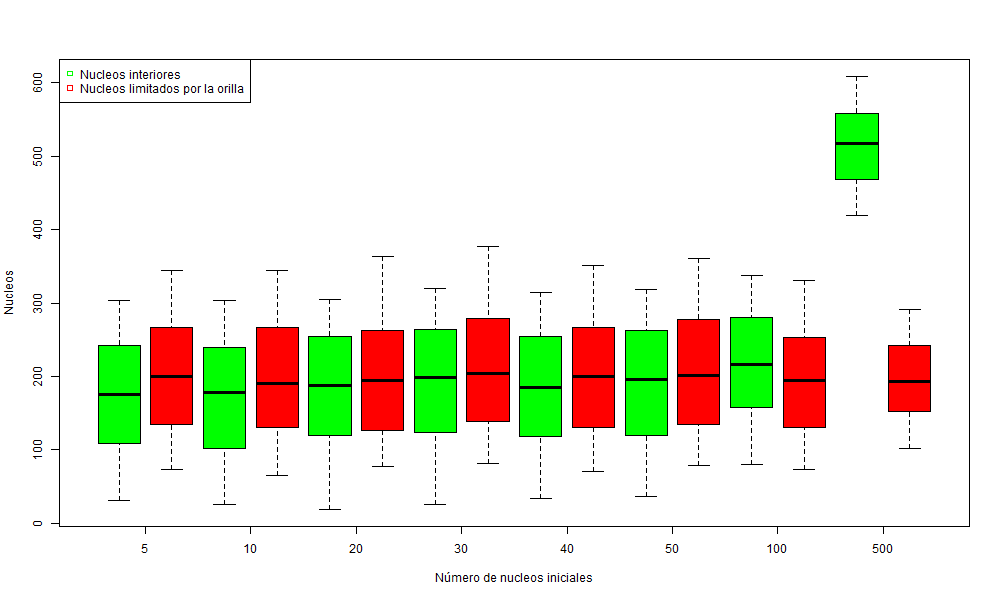 Nucleos interiores
Nucleos limitados por la orilla
600
500
400
300
200
100
0
Nucleos
5 10 20 30 40 50 100 500
Número de nucleos iniciales